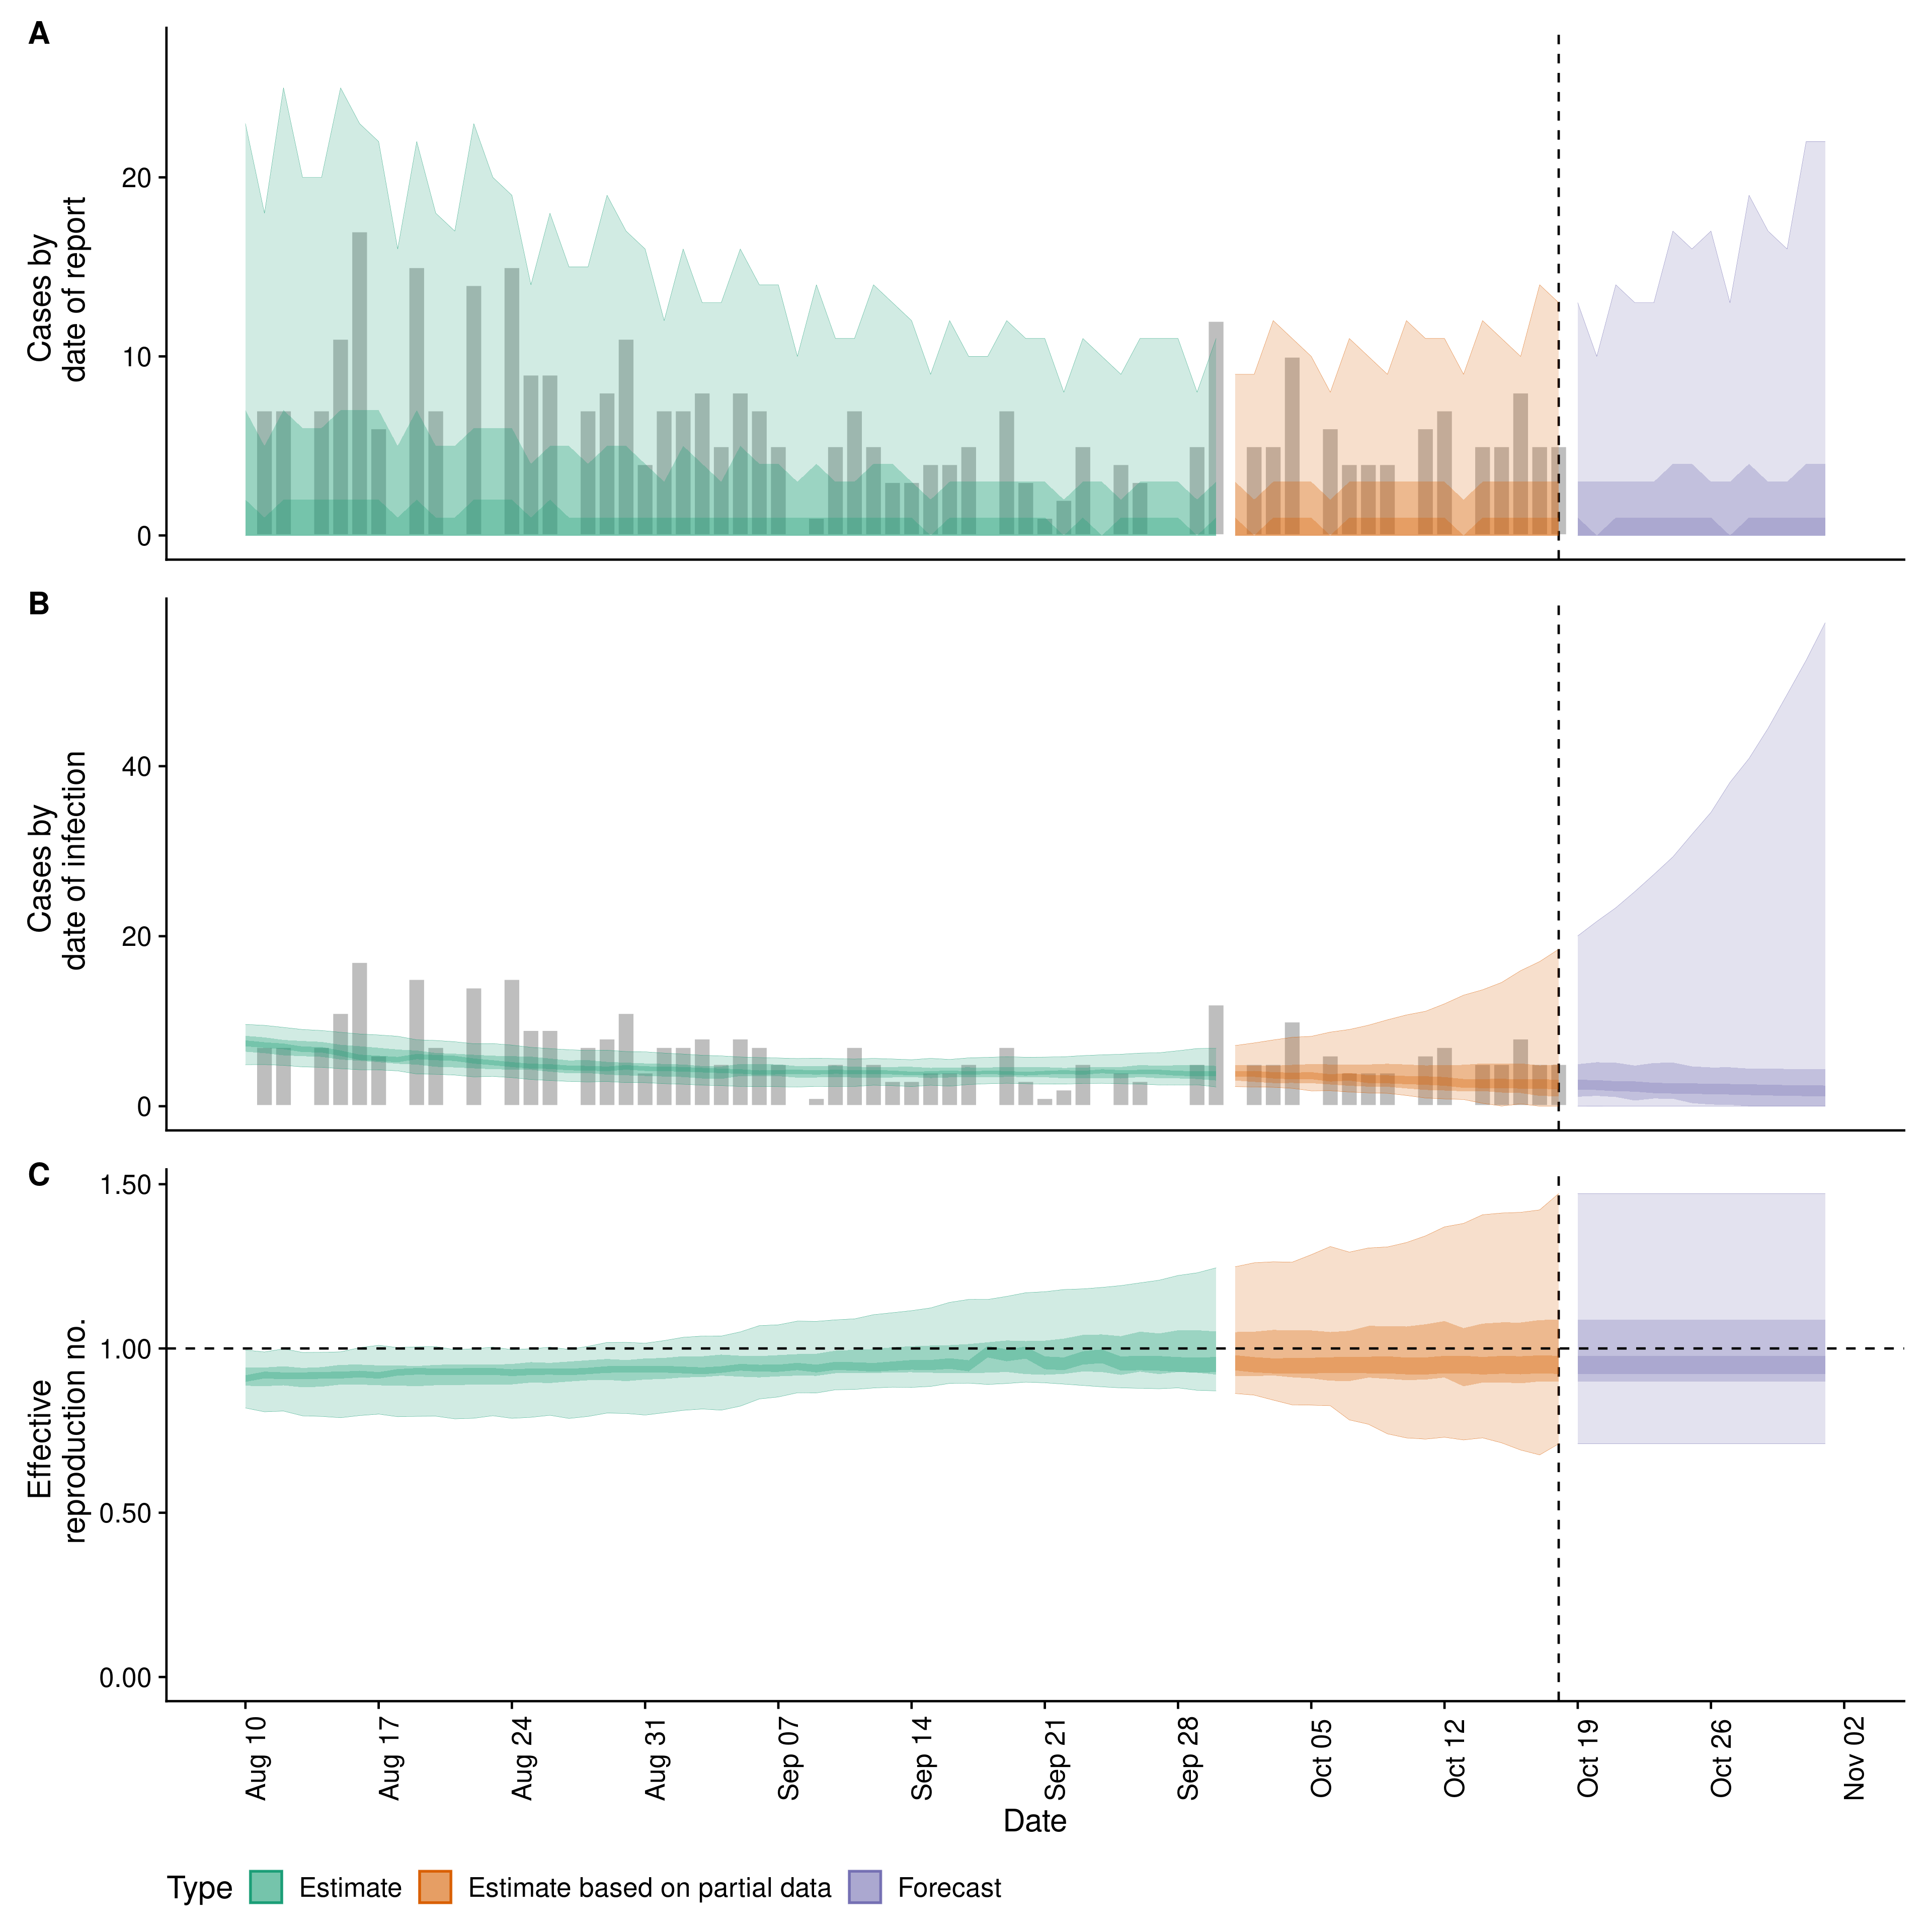 A
Cases by
date of report
20
10
0
B
Cases by
date of infection
40
20
0
C
Effective
reproduction no.
1.50
1.00
0.50
0.00
Aug 10
Aug 17
Aug 24
Aug 31
Sep 07
Sep 14
Sep 21
Sep 28
Oct 05
Oct 12
Oct 19
Oct 26
Nov 02
Date
Type Estimate Estimate based on partial data Forecast